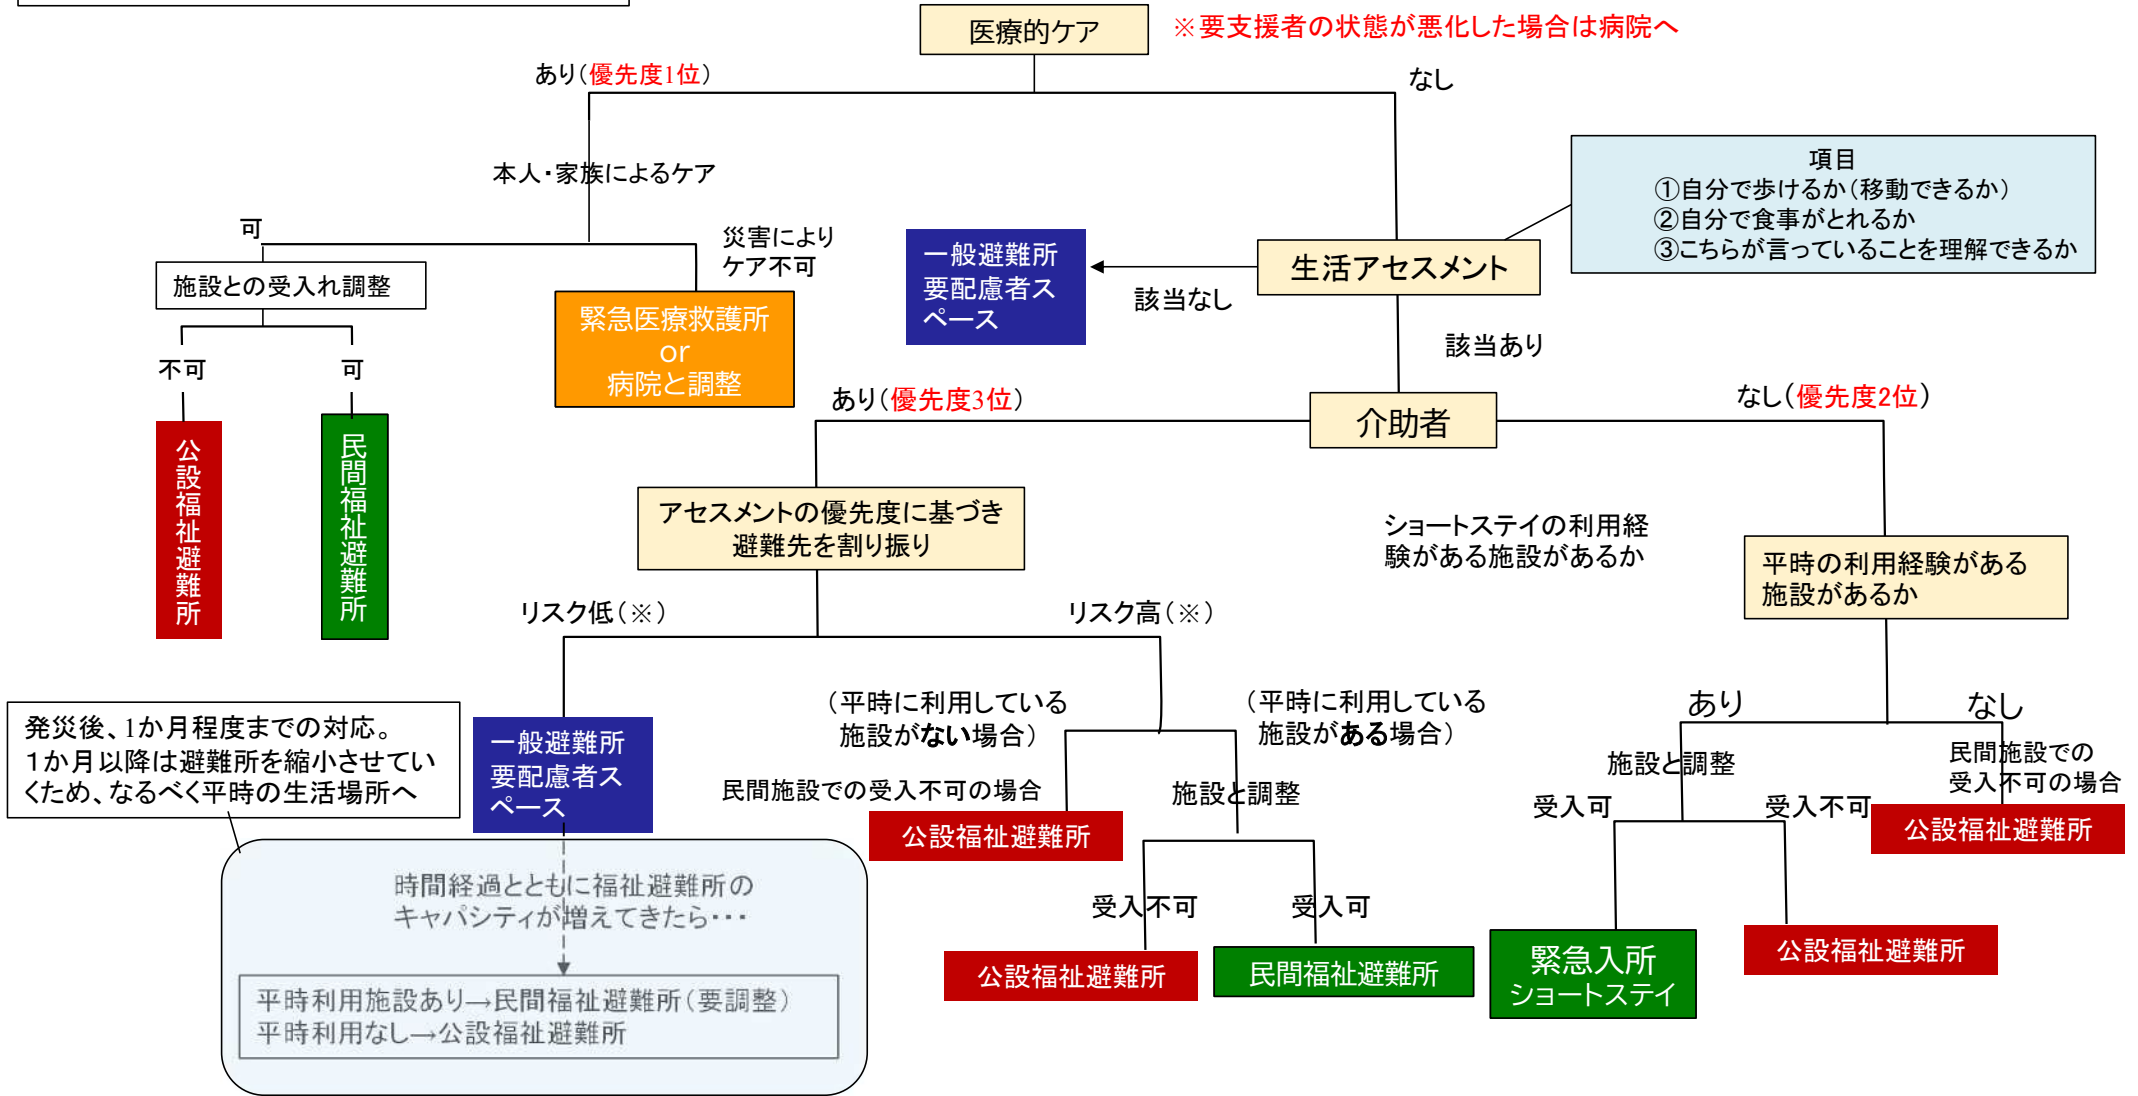 医療的ケア
※要支援者の状態が悪化した場合は病院へ
あり(優先度1位)
なし
本人・家族によるケア
項目
①自分で歩けるか(移動できるか)
②自分で食事がとれるか
③こちらが言っていることを理解できるか
可
災害により
ケア不可
施設との受入れ調整
一般避難所
要配慮者ス
ペース
生活アセスメント
該当なし
該当あり
緊急医療救護所
or
病院と調整
不可
可
公設福祉避難所
民間福祉避難所
あり(優先度3位)
介助者
なし(優先度2位)
アセスメントの優先度に基づき
避難先を割り振り
ショートステイの利用経
験がある施設があるか
平時の利用経験がある
施設があるか
リスク低(※)
リスク高(※)
発災後、1か月程度までの対応。
1か月以降は避難所を縮小させてい
くため、なるべく平時の生活場所へ
一般避難所
要配慮者ス
ペース
(平時に利用している
施設がない場合)
(平時に利用している
施設がある場合)
民間施設での受入不可の場合
施設と調整
公設福祉避難所
受入不可
受入可
公設福祉避難所
民間福祉避難所
あり
なし
施設と調整
民間施設での
受入不可の場合
受入可
受入不可
公設福祉避難所
緊急入所
ショートステイ
公設福祉避難所
時間経過とともに福祉避難所の
キャパシティが増えてきたら・・・
平時利用施設あり→民間福祉避難所(要調整)
平時利用なし→公設福祉避難所